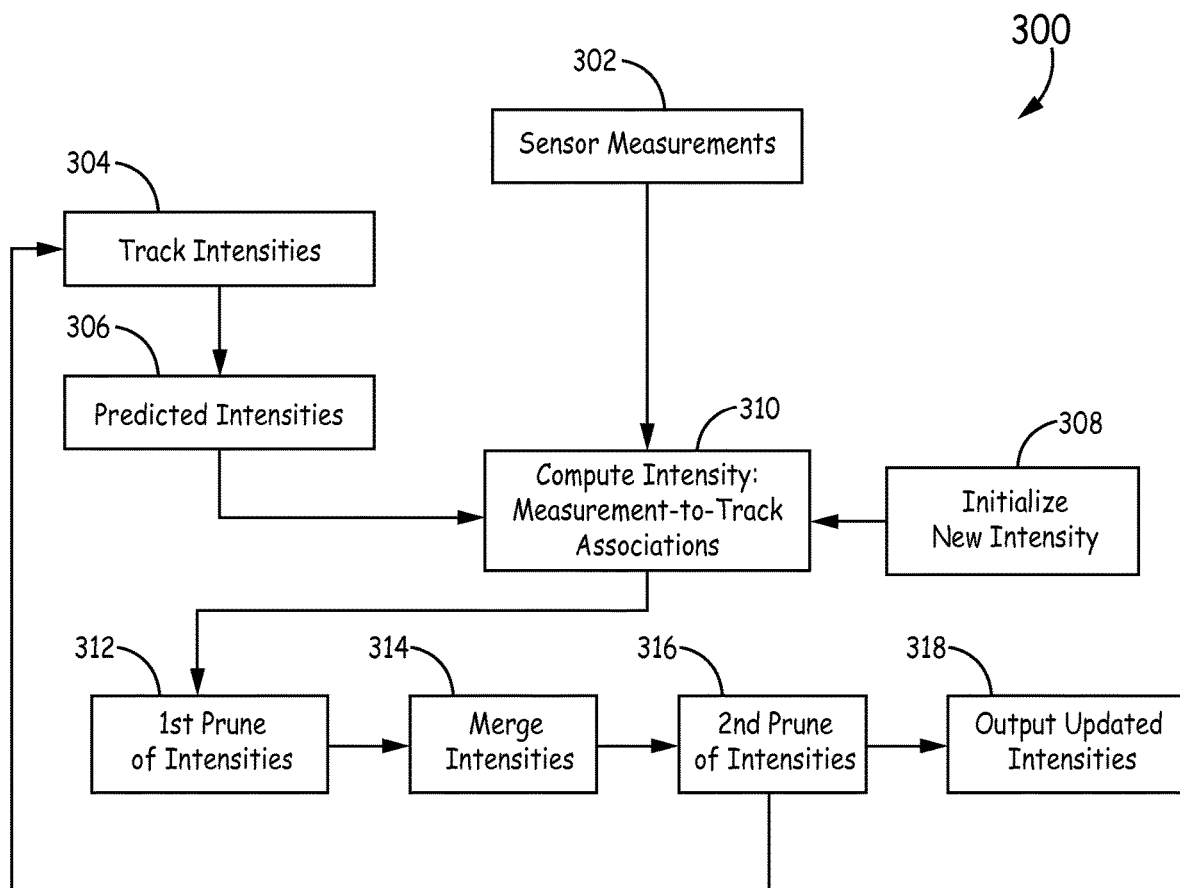 300
302
Sensor Measurements
304
Track Intensities
306
Predicted Intensities
310
Compute Intensity:
Measurement-to-Track
Associations
308
Initialize
New Intensity
312
1st Prune
of Intensities
314
Merge
Intensities
316
2nd Prune
of Intensities
318
Output Updated
Intensities